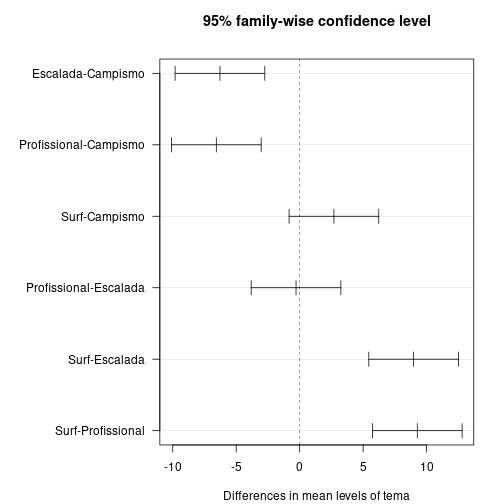 95% family-wise confidence level
Escalada-Campismo
Profissional-Campismo
Surf-Campismo
Profissional-Escalada
Surf-Escalada
Surf-Profissional
-10 -5 0 5 10
Differences in mean levels of tema